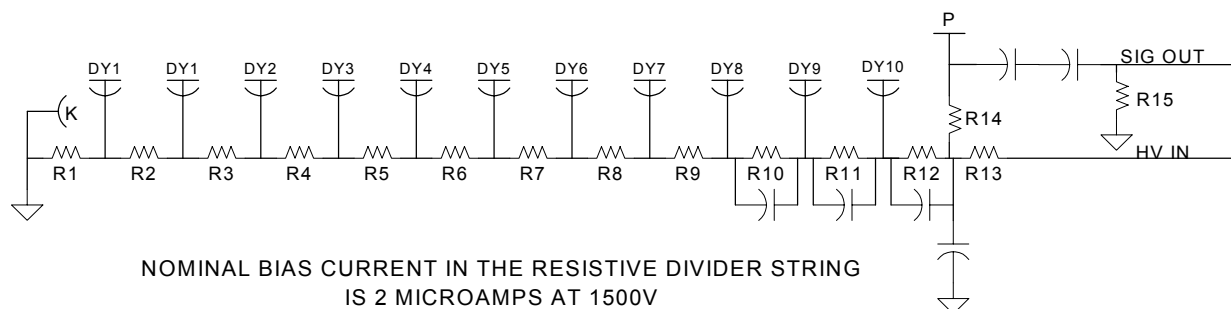 P
SIG OUT
DY1 DY1 DY2 DY3 DY4 DY5 DY6 DY7 DY8 DY9 DY10
R15
K
R14
HV IN
R1 R2 R3 R4 R5 R6 R7 R8 R9 R10 R11 R12 R13
NOMINAL BIAS CURRENT IN THE RESISTIVE DIVIDER STRING
IS 2 MICROAMPS AT 1500V